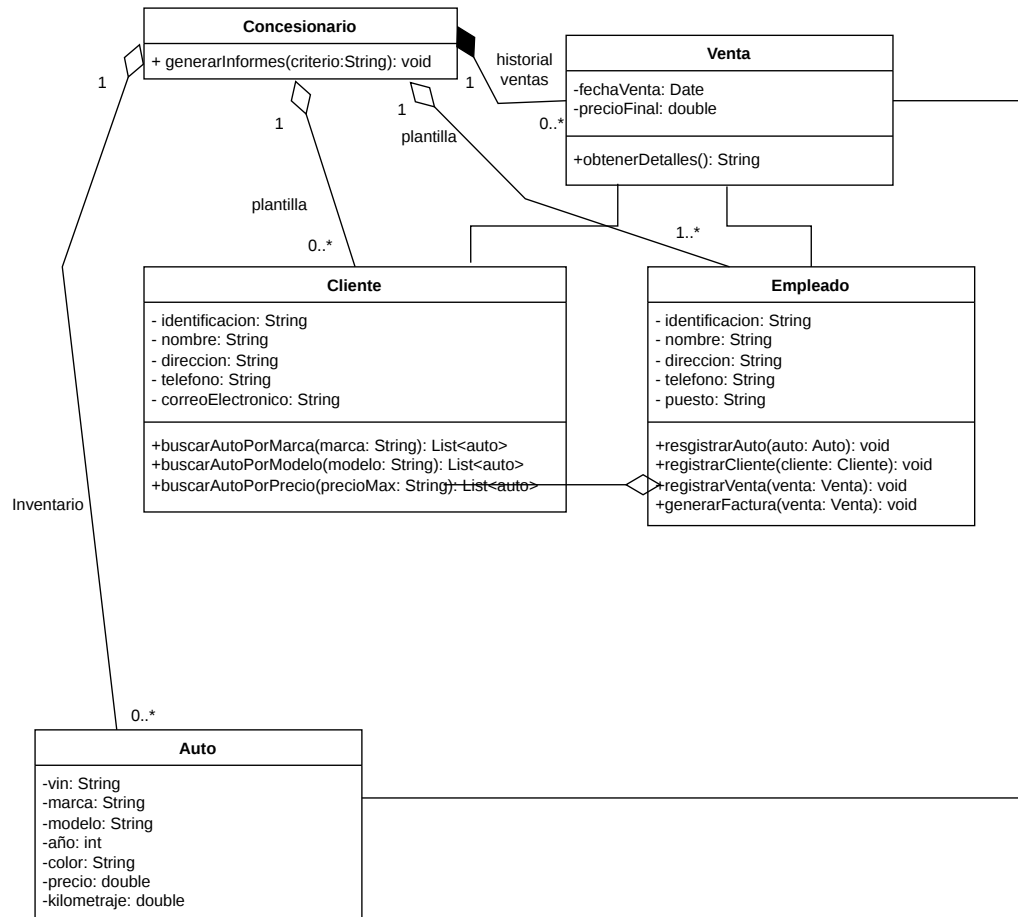 Concesionario
+ generarInformes(criterio:String): void
1
1
1
plantilla
historial
ventas
1
0..*
Venta
-fechaVenta: Date
-precioFinal: double
+obtenerDetalles(): String
plantilla
0..*
1..*
Cliente
- identificacion: String
- nombre: String
- direccion: String
- telefono: String
- correoElectronico: String
+buscarAutoPorMarca(marca: String): List<auto>
+buscarAutoPorModelo(modelo: String): List<auto>
+buscarAutoPorPrecio(precioMax: String): List<auto>
Empleado
- identificacion: String
- nombre: String
- direccion: String
- telefono: String
- puesto: String
+resgistrarAuto(auto: Auto): void
+registrarCliente(cliente: Cliente): void
+registrarVenta(venta: Venta): void
+generarFactura(venta: Venta): void
Inventario
0..*
Auto
-vin: String
-marca: String
-modelo: String
-año: int
-color: String
-precio: double
-kilometraje: double